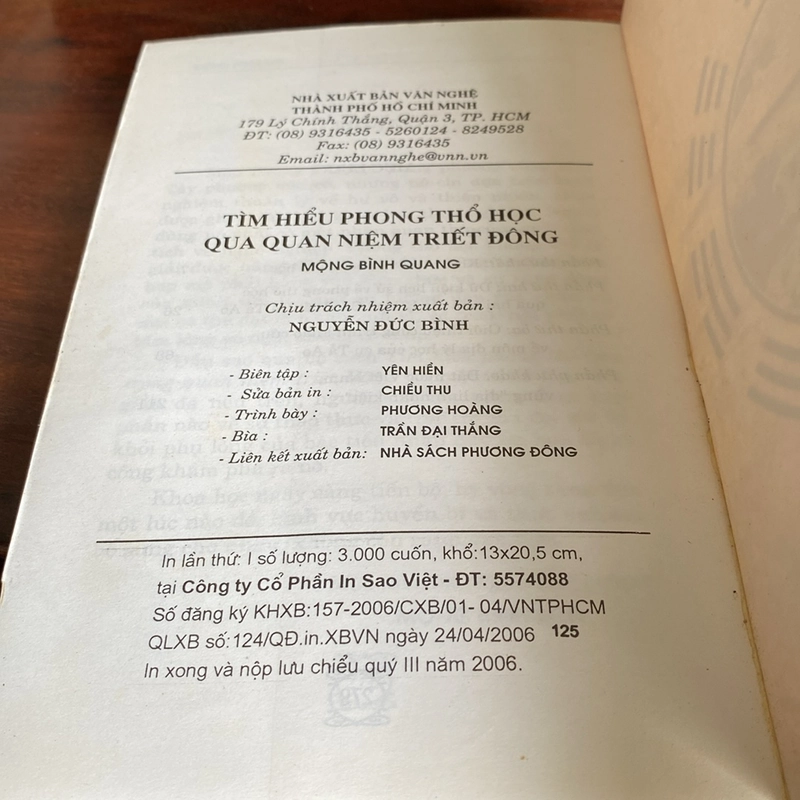 NHÀ XUẤT BẢN VĂN NGHỆ
THÀNH PHỐ HỒ CHÍ MINH
179 Lý Chính Thắng, Quận 3, TP. HCM
ĐT: (08) 9316435 - 5260124 - 8249528
Fax: (08) 9316435
Email: nxbvannghe@vnn.vn
TÌM HIỂU PHONG THỔ HỌC
QUA QUAN NIỆM TRIẾT ĐÔNG
MỘNG BÌNH QUANG
Chịu trách nhiệm xuất bản :
NGUYỄN ĐỨC BÌNH
- Biên tập : YÊN HIỀN
- Sửa bản in : CHIỀU THU
- Trình bày : PHƯƠNG HOÀNG
- Bìa : TRẦN ĐẠI THẮNG
- Liên kết xuất bản: NHÀ SÁCH PHƯƠNG ĐÔNG
In lần thứ: I số lượng: 3.000 cuốn, khổ:13x20,5 cm,
tại Công ty Cổ Phần In Sao Việt - ĐT: 5574088
Số đăng ký KHXB:157-2006/CXB/01- 04/VNTPHCM
QLXB số:124/QĐ.in.XBVN ngày 24/04/2006 125
In xong và nộp lưu chiểu quý III năm 2006.